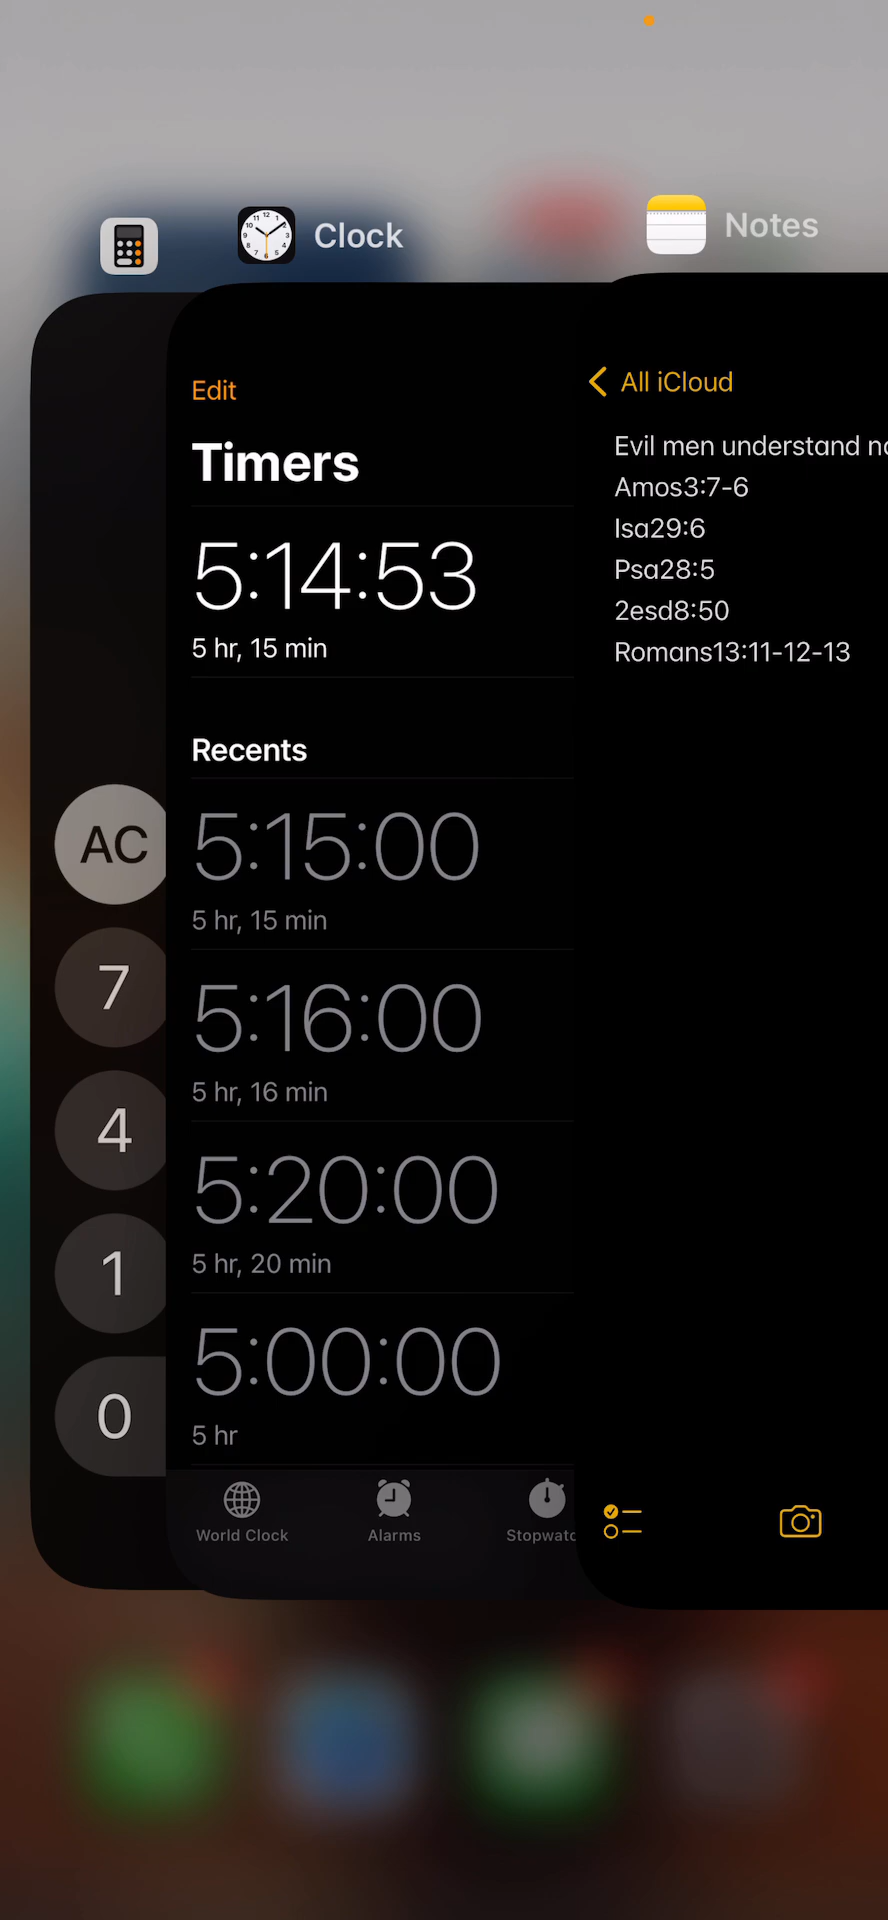 Clock
Notes
AC
7
4
1
0
Edit
Timers
5:14:53
5 hr, 15 min
Recents
5:15:00
5 hr, 15 min
5:16:00
5 hr, 16 min
5:20:00
5 hr, 20 min
5:00:00
5 hr
World Clock
Alarms
All iCloud
Evil men understand
Amos3:7-6
Isa29:6
Psa28:5
2esd8:50
Romans13:11-12-13